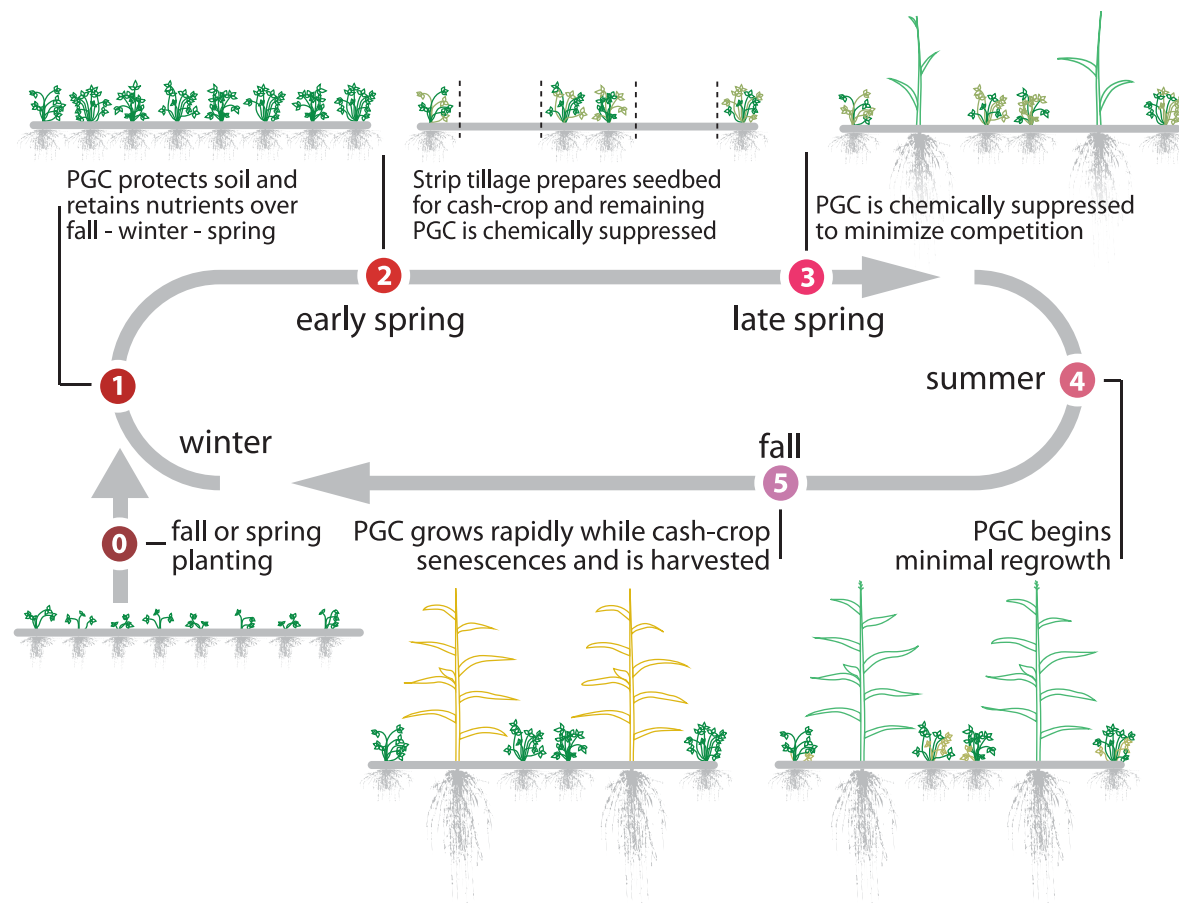 PGC protects soil and
retains nutrients over
fall - winter - spring
Strip tillage prepares seedbed
for cash-crop and remaining
PGC is chemically suppressed
PGC is chemically suppressed
to minimize competition
2
early spring
3
late spring
1
summer
4
winter
fall
5
0
fall or spring
planting
PGC grows rapidly while cash-crop
senescences and is harvested
PGC begins
minimal regrowth